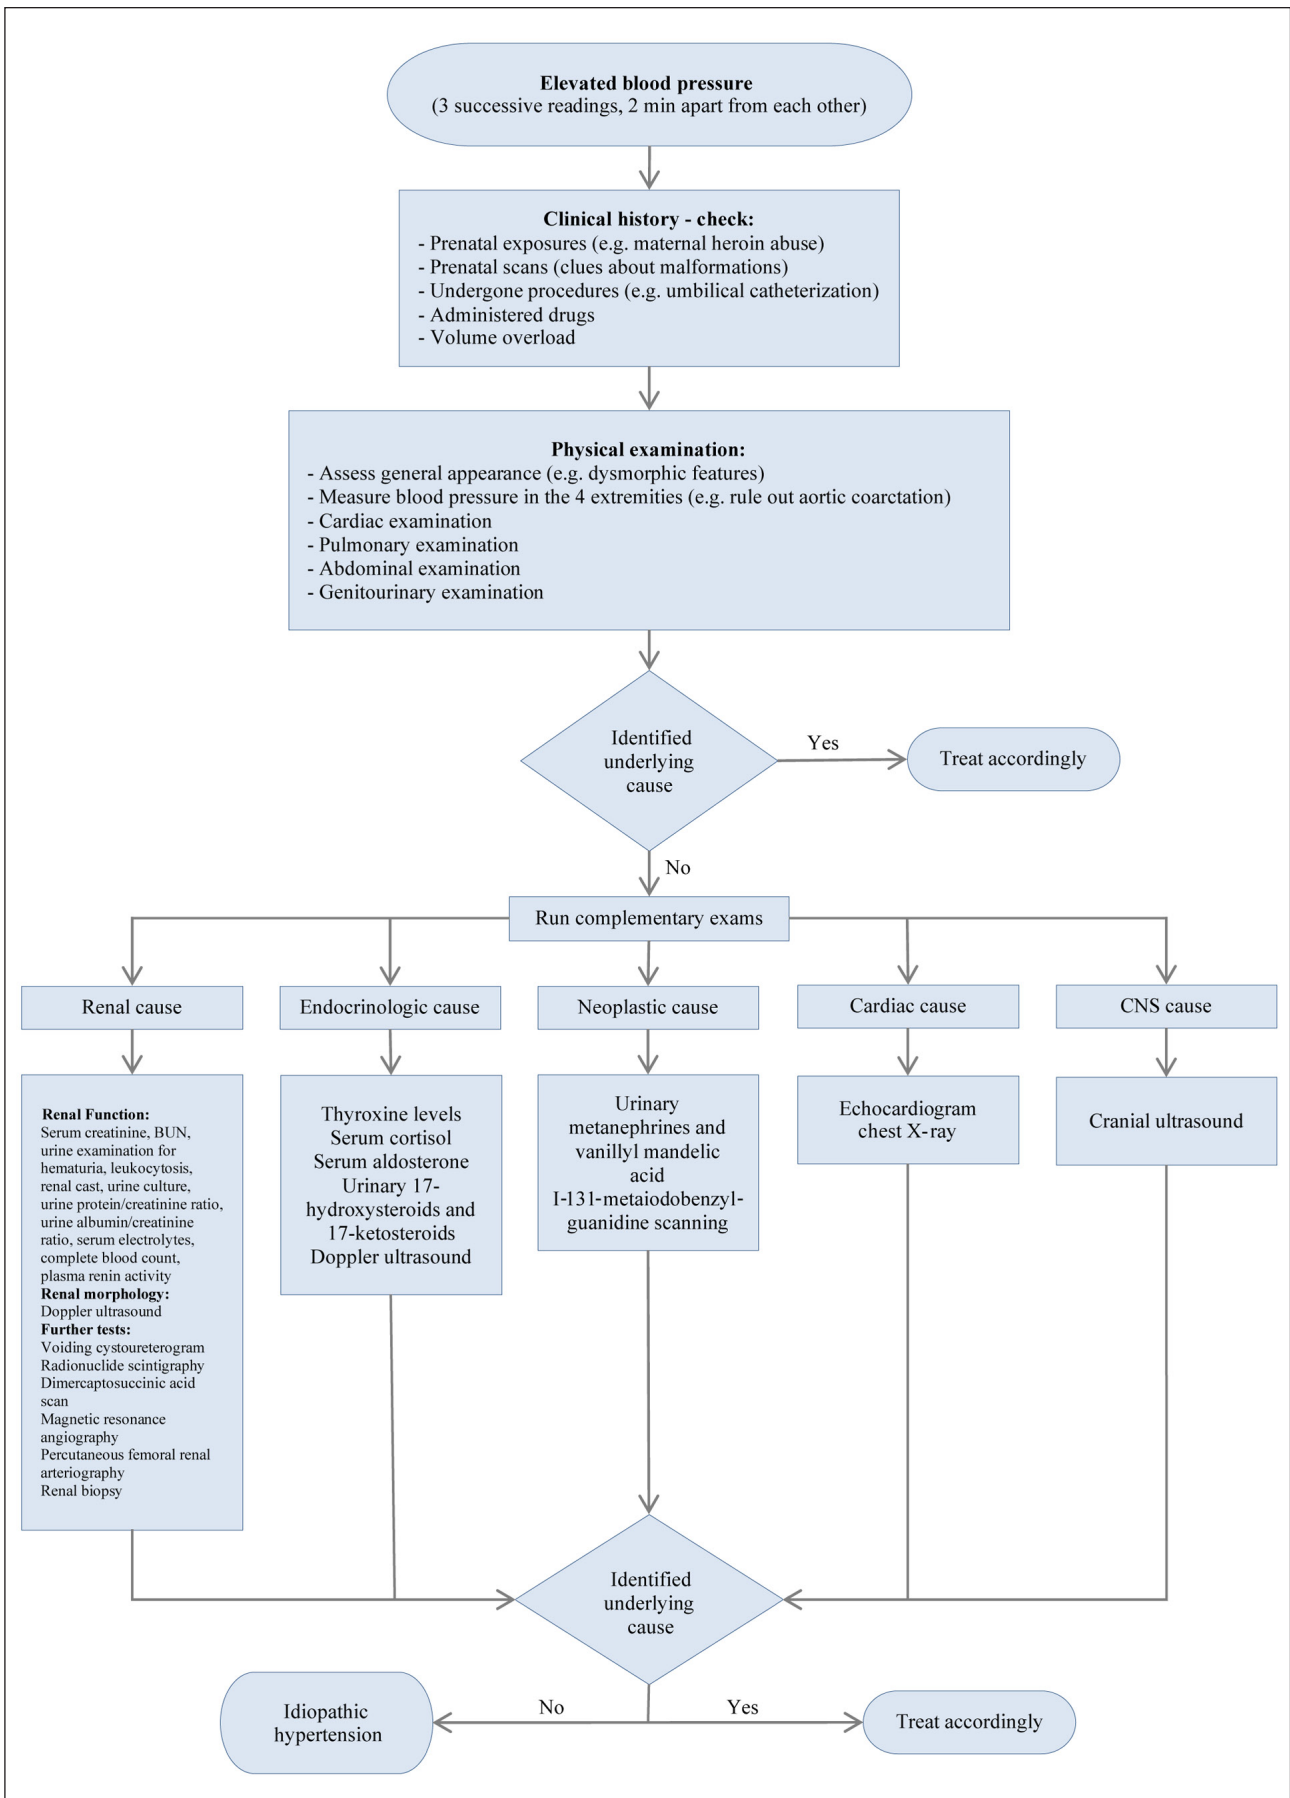 Elevated blood pressure
(3 successive readings, 2 min apart from each other)
Clinical history - check:
- Prenatal exposures (e.g. maternal heroin abuse)
- Prenatal scans (clues about malformations)
- Undergone procedures (e.g. umbilical catheterization)
- Administered drugs
- Volume overload
Physical examination:
- Assess general appearance (e.g. dysmorphic features)
- Measure blood pressure in the 4 extremities (e.g. rule out aortic coarctation)
- Cardiac examination
- Pulmonary examination
- Abdominal examination
- Genitourinary examination
Identified
underlying
cause
Yes
Treat accordingly
No
Run complementary exams
Renal cause
Endocrinologic cause
Neoplastic cause
Cardiac cause
CNS cause
Renal Function:
Serum creatinine, BUN,
urine examination for
hematuria, leukocytosis,
renal cast, urine culture,
urine protein/creatinine ratio,
urine albumin/creatinine
ratio, serum electrolytes,
complete blood count,
plasma renin activity
Renal morphology:
Doppler ultrasound
Further tests:
Voiding cystoureterogram
Radionuclide scintigraphy
Dimercaptosuccinic acid
scan
Magnetic resonance
angiography
Percutaneous femoral renal
arteriography
Renal biopsy
Thyroxine levels
Serum cortisol
Serum aldosterone
Urinary 17-
hydroxysteroids and
17-ketosteroids
Doppler ultrasound
Urinary
metanephrines and
vanillyl mandelic
acid
I-131-metaiodobenzyl-
guanidine scanning
Echocardiogram
chest X-ray
Cranial ultrasound
Identified
underlying
cause
No
Yes
Idiopathic
hypertension
Treat accordingly